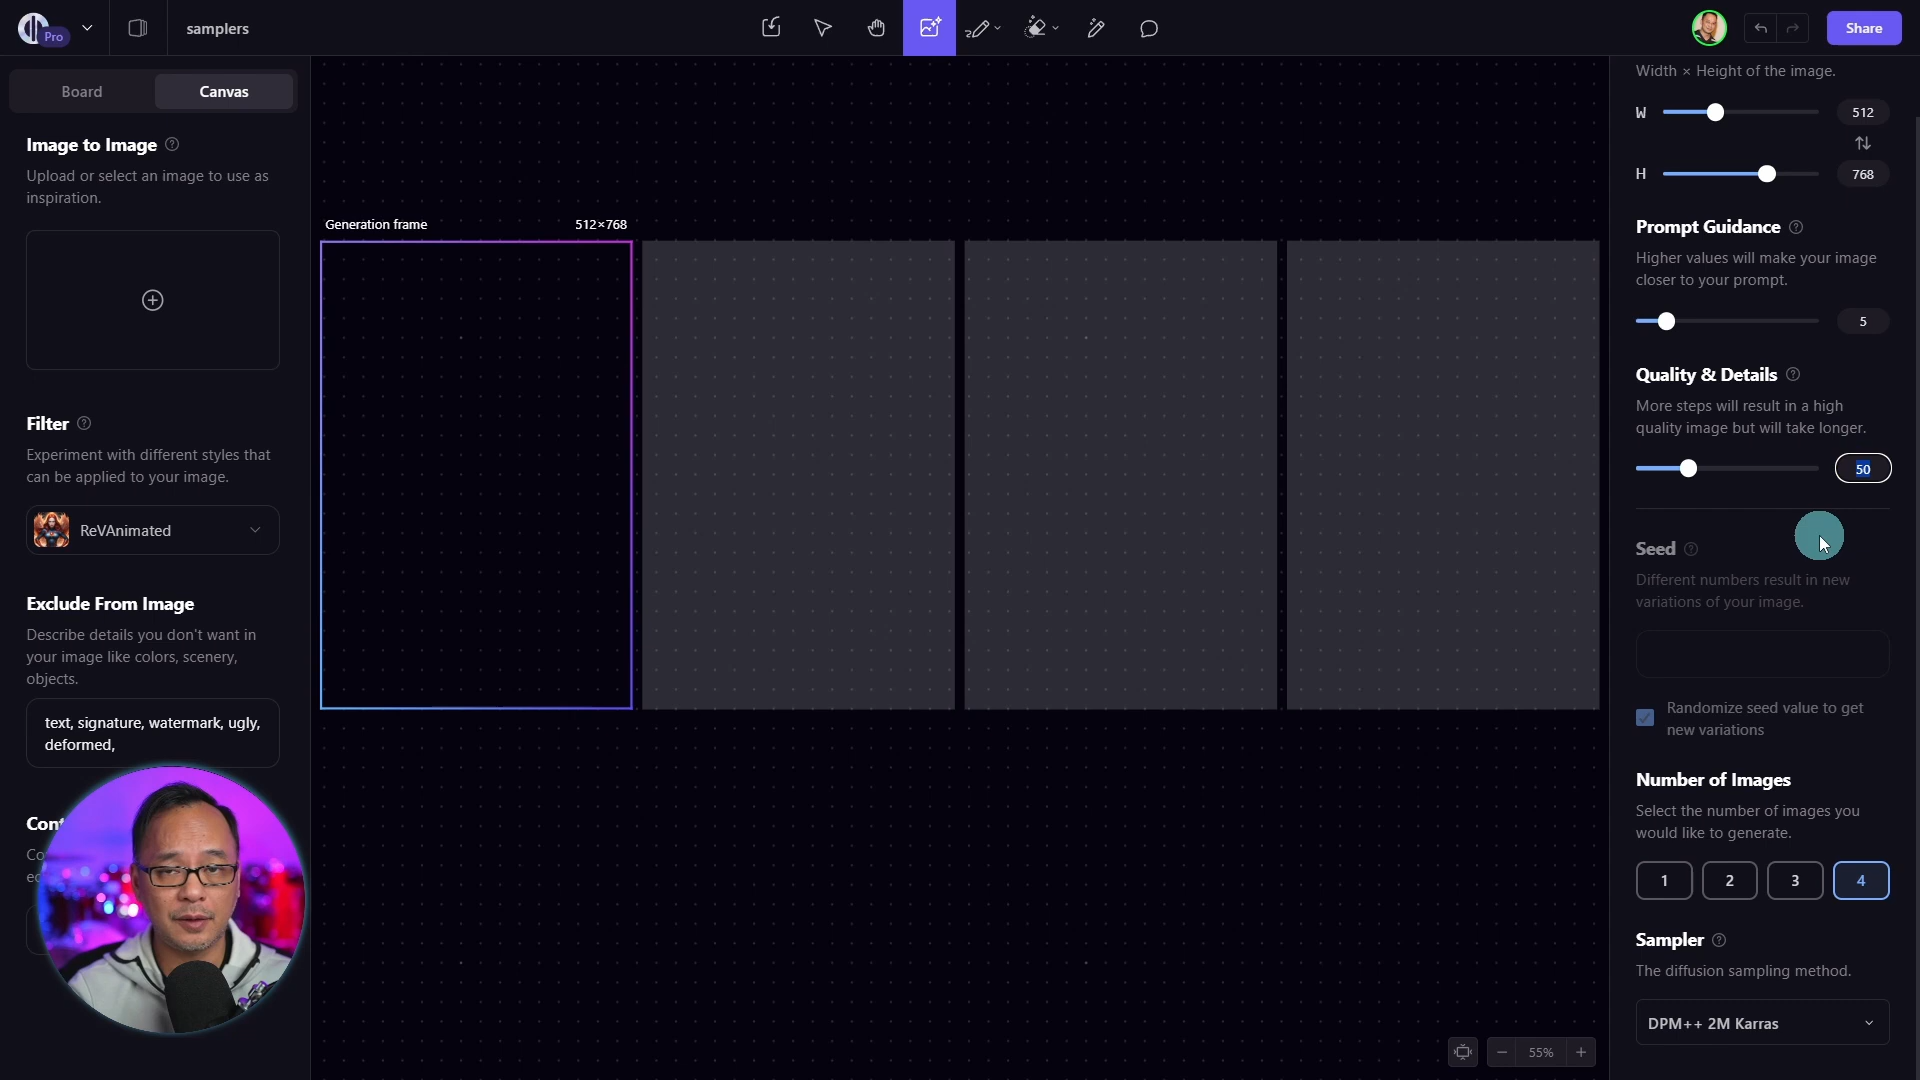 Pro
samplers
Share
Board
Canvas
Image to Image
Upload or select an image to use as
inspiration.
Filter
Experiment with different styles that
can be applied to your image.
ReVAnimated
Exclude From Image
Describe details you don't want in
your image like colors, scenery,
objects.
text, signature, watermark, ugly,
deformed,
Generation frame
512×768
55%
Width × Height of the image.
W
512
H
768
Prompt Guidance
Higher values will make your image
closer to your prompt.
5
Quality & Details
More steps will result in a high
quality image but will take longer.
50
Seed
Different numbers result in new
variations of your image.
Randomize seed value to get
new variations
Number of Images
Select the number of images you
would like to generate.
1
2
3
4
Sampler
The diffusion sampling method.
DPM++ 2M Karras